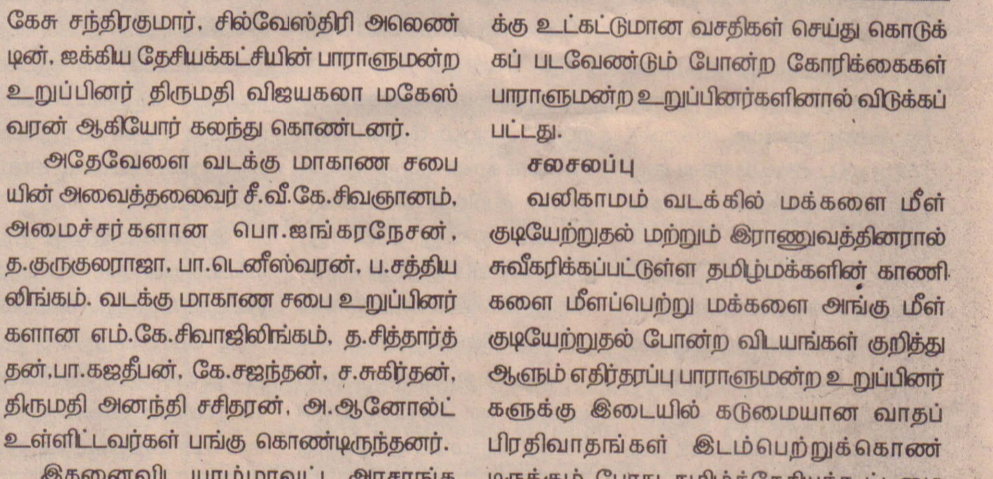 கேசு சந்திரகுமார், சில்வேஸ்திரி அலெண்
டின், ஐக்கிய தேசியக்கட்சியின் பாராளுமன்ற
உறுப்பினர் திருமதி விஜயகலா மகேஸ்
வரன் ஆகியோர் கலந்து கொண்டனர்.
அதேவேளை வடக்கு மாகாண சபை
யின் அவைத்தலைவர் சீ.வீ.கே.சிவஞானம்,
அமைச்சர்களான பொ.ஐங்கரநேசன்,
த.குருகுலராஜா, பா.டெனீஸ்வரன், ப.சத்திய
லிங்கம். வடக்கு மாகாண சபை உறுப்பினர்
களான எம்.கே.சிவாஜிலிங்கம், த.சித்தார்த்
தன்,பா.கஜதீபன், கே.சஜந்தன், ச.சுகிர்தன்,
திருமதி அனந்தி சசிதரன், அ.ஆனோல்ட்
உள்ளிட்டவர்கள் பங்கு கொண்டிருந்தனர்.
இதனைவிட யாழ்மாவட்ட அரசாங்க
க்கு உட்கட்டுமான வசதிகள் செய்து கொடுக்
கப் படவேண்டும் போன்ற கோரிக்கைகள்
பாராளுமன்ற உறுப்பினர்களினால் விடுக்கப்
பட்டது.
சலசலப்பு
வலிகாமம் வடக்கில் மக்களை மீள்
குடியேற்றுதல் மற்றும் இராணுவத்தினரால்
சுவீகரிக்கப்பட்டுள்ள தமிழ்மக்களின் காணி
களை மீளப்பெற்று மக்களை அங்கு மீள்
குடியேற்றுதல் போன்ற விடயங்கள் குறித்து
ஆளும் எதிர்தரப்பு பாராளுமன்ற உறுப்பினர்
களுக்கு இடையில் கடுமையான வாதப்
பிரதிவாதங்கள் இடம்பெற்றுக்கொண்